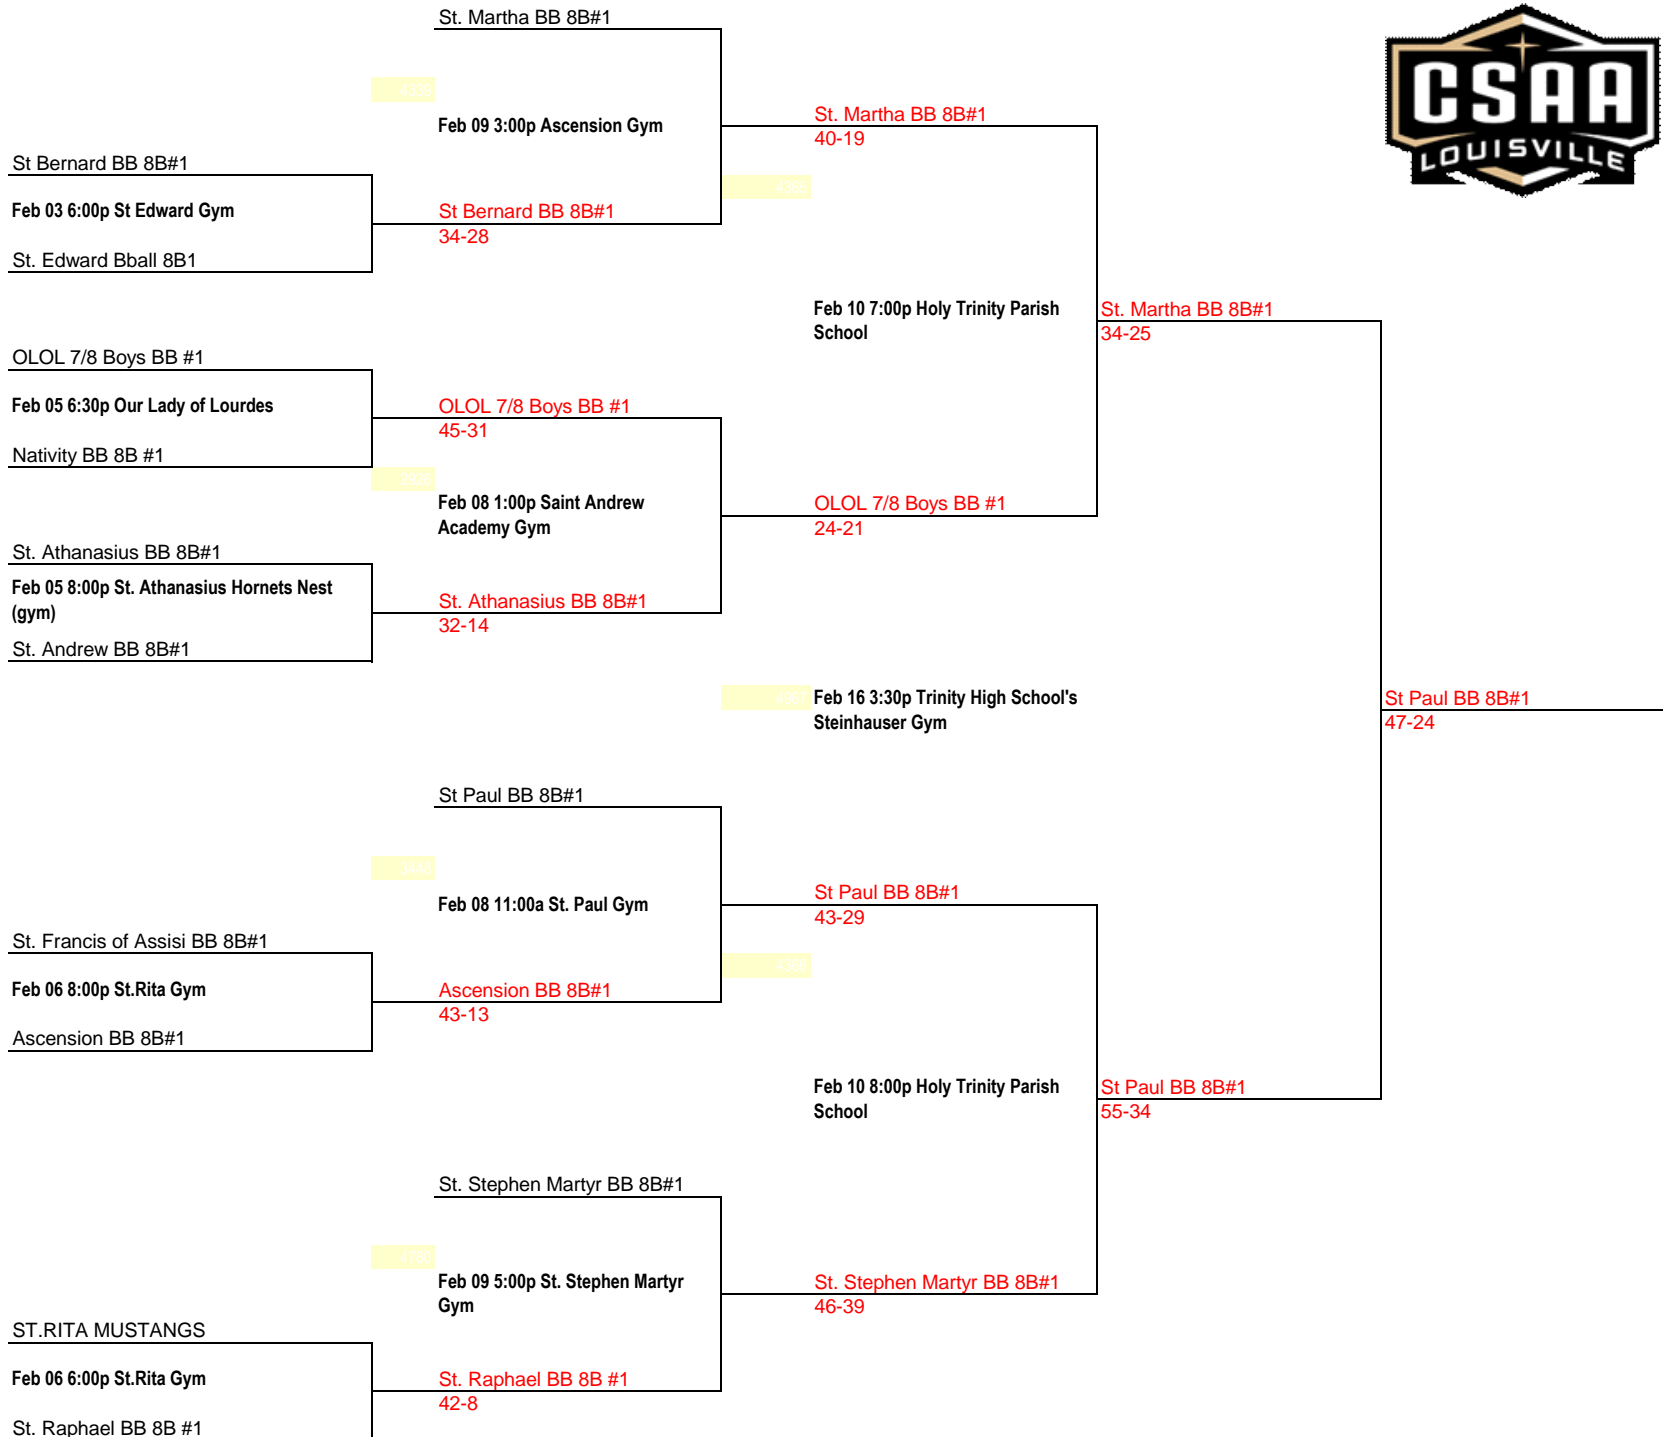 St. Martha BB 8B#1
CSAA
LOUISVILLE
Feb 09 3:00p Ascension Gym
St. Martha BB 8B#1
40-19
St Bernard BB 8B#1
Feb 03 6:00p St Edward Gym
St. Edward Bball 8B1
St Bernard BB 8B#1
34-28
Feb 10 7:00p Holy Trinity Parish
School
St. Martha BB 8B#1
34-25
OLOL 7/8 Boys BB #1
Feb 05 6:30p Our Lady of Lourdes
Nativity BB 8B #1
OLOL 7/8 Boys BB #1
45-31
Feb 08 1:00p Saint Andrew
Academy Gym
OLOL 7/8 Boys BB #1
24-21
St. Athanasius BB 8B#1
Feb 05 8:00p St. Athanasius Hornets Nest
(gym)
St. Andrew BB 8B#1
St. Athanasius BB 8B#1
32-14
Feb 16 3:30p Trinity High School's
Steinhauser Gym
St Paul BB 8B#1
47-24
St Paul BB 8B#1
Feb 08 11:00a St. Paul Gym
St Paul BB 8B#1
43-29
St. Francis of Assisi BB 8B#1
Feb 06 8:00p St.Rita Gym
Ascension BB 8B#1
Ascension BB 8B#1
43-13
Feb 10 8:00p Holy Trinity Parish
School
St Paul BB 8B#1
55-34
St. Stephen Martyr BB 8B#1
Feb 09 5:00p St. Stephen Martyr
Gym
St. Stephen Martyr BB 8B#1
46-39
ST.RITA MUSTANGS
Feb 06 6:00p St.Rita Gym
St. Raphael BB 8B #1
St. Raphael BB 8B #1
42-8